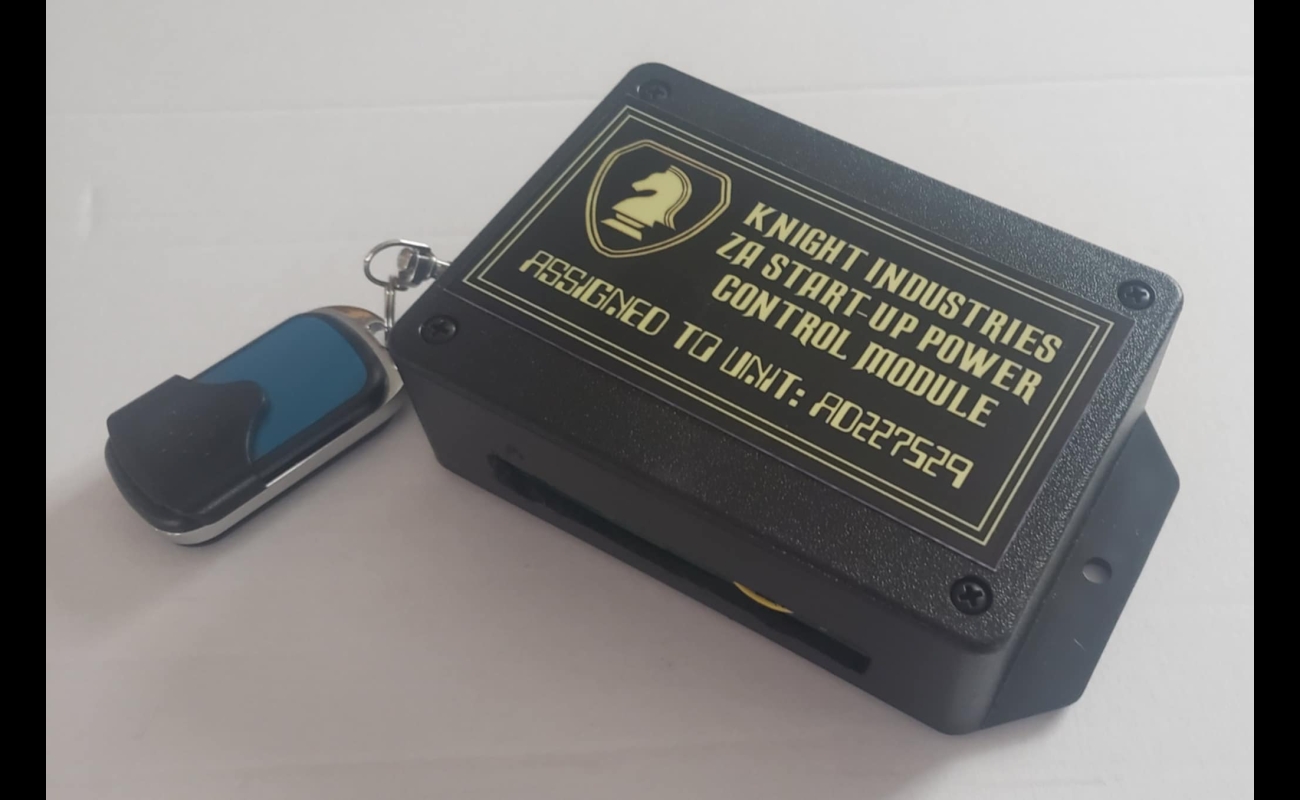 KNIGHT INDUSTRIES
ZA START-UP POWER
CONTROL MODULE
ASSIGNED TO UNIT: AD227529